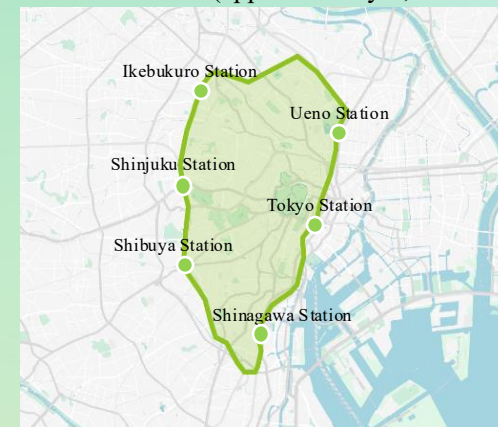 Ikebukuro Station
Ueno Station
Shinjuku Station
Tokyo Station
Shibuya Station
Shinagawa Station